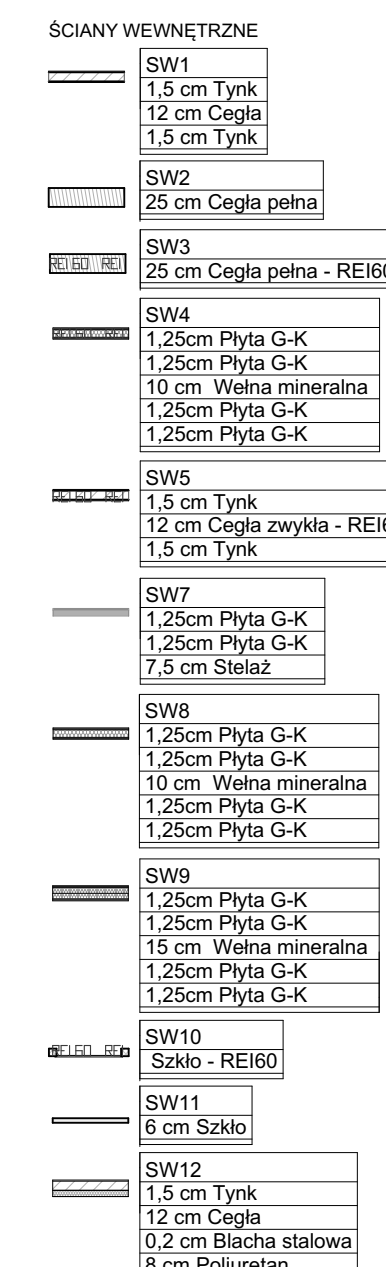 ŚCIANY WEWNĘTRZNE
SW1
1,5 cm Tynk
12 cm Cegła
1,5 cm Tynk
SW2
25 cm Cegła pełna
SW3
REI 60 REI
25 cm Cegła pełna - REI60
SW4
REI 60 REI
1,25cm Płyta G-K
1,25cm Płyta G-K
10 cm Wełna mineralna
1,25cm Płyta G-K
1,25cm Płyta G-K
SW5
REI 60 REI
1,5 cm Tynk
12 cm Cegła zwykła - REI6
1,5 cm Tynk
SW7
1,25cm Płyta G-K
1,25cm Płyta G-K
7,5 cm Stelaż
SW8
1,25cm Płyta G-K
1,25cm Płyta G-K
10 cm Wełna mineralna
1,25cm Płyta G-K
1,25cm Płyta G-K
SW9
1,25cm Płyta G-K
1,25cm Płyta G-K
15 cm Wełna mineralna
1,25cm Płyta G-K
1,25cm Płyta G-K
SW10
REI 60 REI
Szkło - REI60
SW11
6 cm Szkło
SW12
1,5 cm Tynk
12 cm Cegła
0,2 cm Blacha stalowa
8 cm Poliuretan